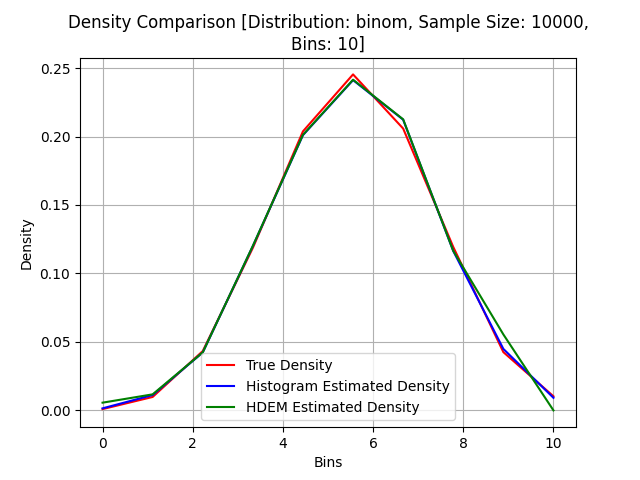 Density Comparison [Distribution: binom, Sample Size: 10000,
Bins: 10]
0.25
0.20
0.15
0.10
0.05
0.00
Density
True Density
Histogram Estimated Density
HDEM Estimated Density
0 2 4 6 8 10
Bins